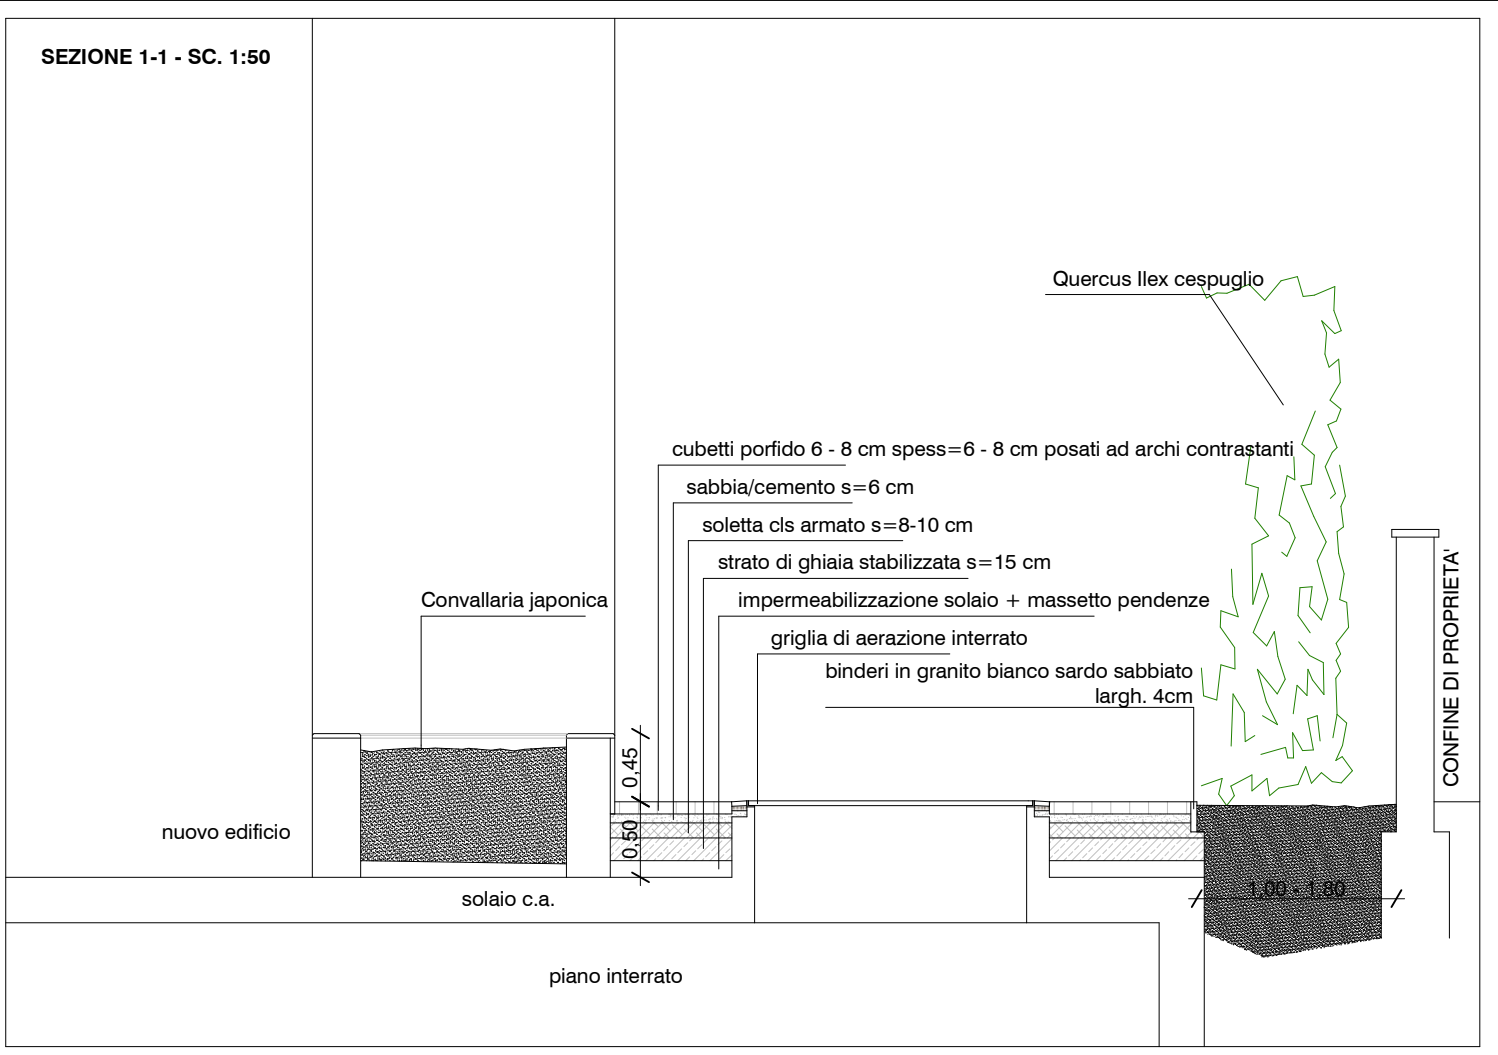 SEZIONE 1-1 - SC. 1:50
Quercus Ilex cespuglio
cubetti porfido 6 - 8 cm spess=6 - 8 cm posati ad archi contrastanti
sabbia/cemento s=6 cm
soletta cls armato s=8-10 cm
strato di ghiaia stabilizzata s=15 cm
Convallaria japonica
impermeabilizzazione solaio + massetto pendenze
griglia di aerazione interrato
binderi in granito bianco sardo sabbiato
largh. 4cm
CONFINE DI PROPRIETA'
0,45
0,50
nuovo edificio
1,00 - 1,80
solaio c.a.
piano interrato